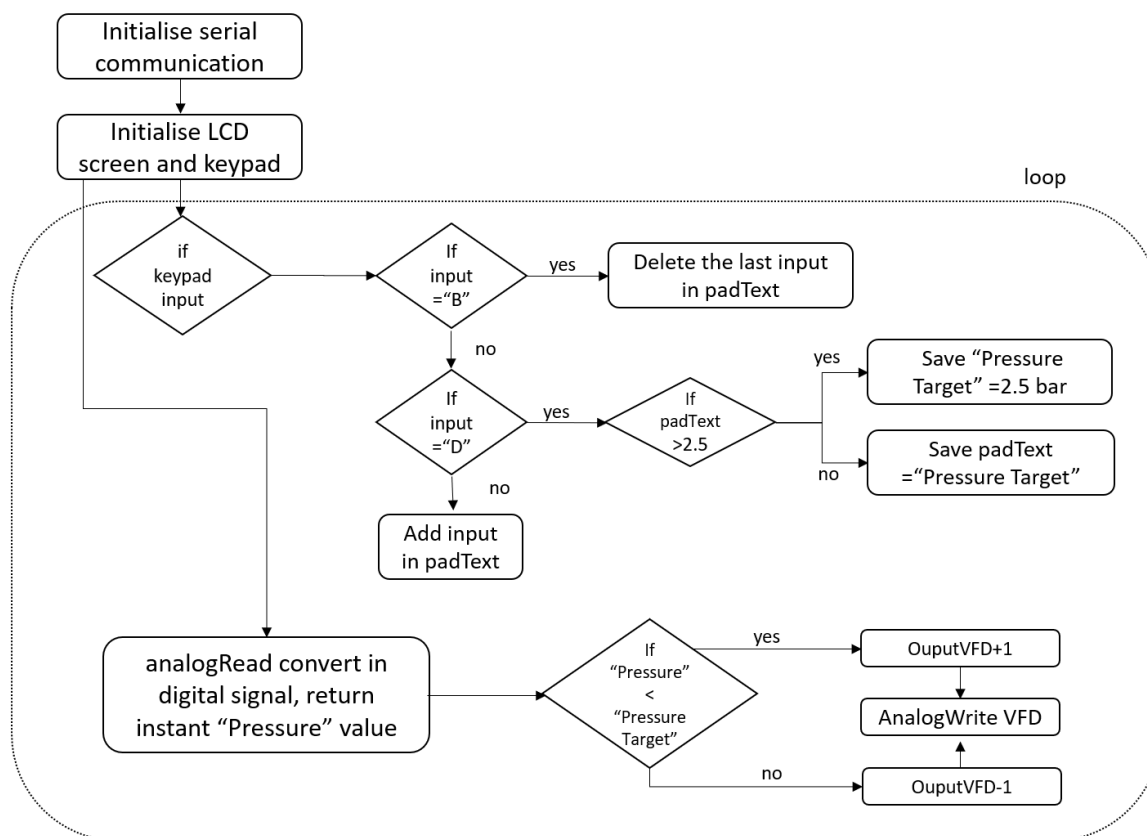 Initialise serial
communication
Initialise LCD
screen and keypad
loop
if
keypad
input
If
input
="B"
yes
Delete the last input
in padText
no
If
input
="D"
yes
If
padText
>2.5
yes
Save "Pressure
Target" =2.5 bar
no
Save padText
="Pressure Target"
no
Add input
in padText
analogRead convert in
digital signal, return
instant "Pressure" value
If
"Pressure"
<
"Pressure
Target"
yes
OuputVFD+1
AnalogWrite VFD
no
OuputVFD-1